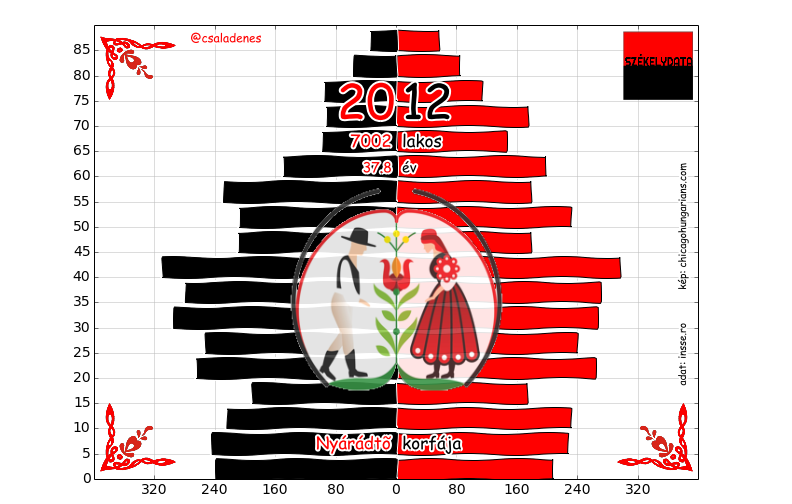 @csaladenes
SZÉKELYDATA
2012
7002 lakos
37.8 év
Nyárádtõ korfája
kép: chicagohungarians.com
adat: insse.ro
85
80
75
70
65
60
55
50
45
40
35
30
25
20
15
10
5
0
320 240 160 80 0 80 160 240 320